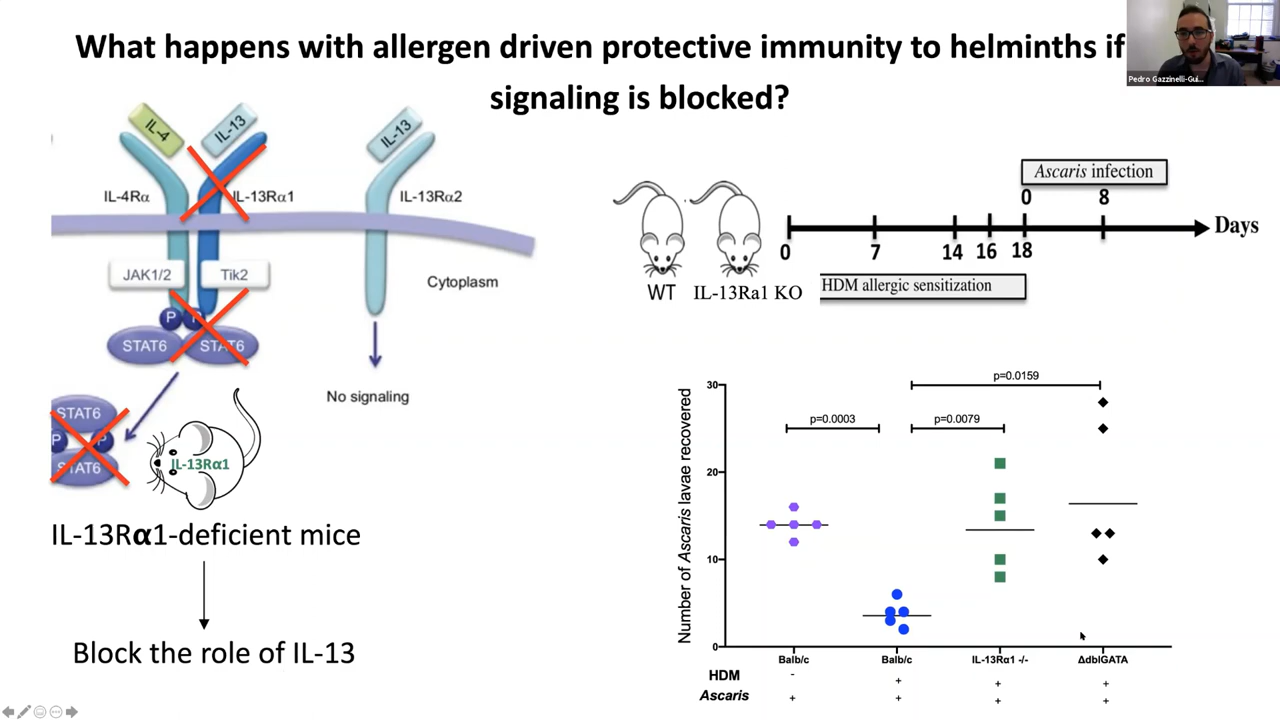 What happens with allergen driven protective immunity to helminths if
signaling is blocked?
Pedro Gazzinelli-Gui...
IL-4
IL-13
IL-13
IL-4Rα
IL-13Rα1
IL-13Rα2
JAK1/2
Tik2
Cytoplasm
P
P
STAT6
STAT6
No signaling
STAT6
P
P
STAT6
IL-13Rα1
IL-13Rα1-deficient mice
Block the role of IL-13
Ascaris infection
0 8
Days
0 7 14 16 18
WT IL-13Ra1 KO
HDM allergic sensitization
Number of Ascaris larvae recovered
30
20
10
0
p=0.0159
p=0.0003
p=0.0079
Balb/c Balb/c IL-13Rα1 -/- ΔdblGATA
HDM - + + +
Ascaris + + + +